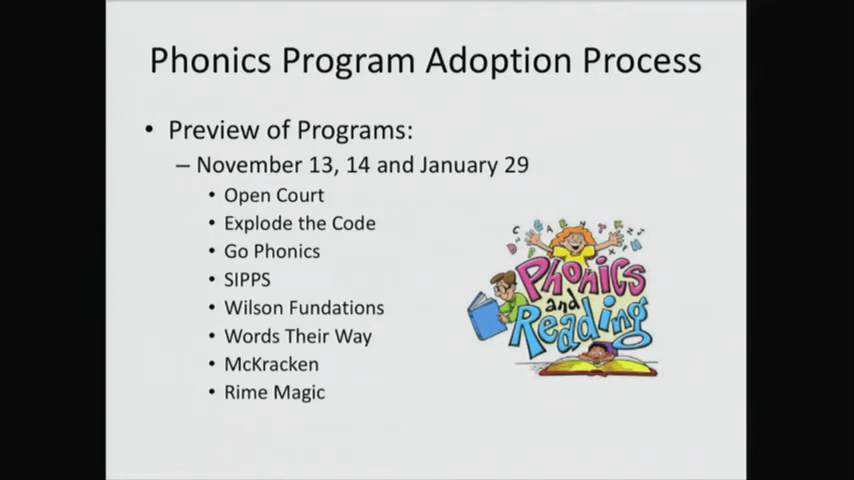 Phonics Program Adoption Process
• Preview of Programs:
– November 13, 14 and January 29
• Open Court
• Explode the Code
• Go Phonics
• SIPPS
• Wilson Fundations
• Words Their Way
• McKracken
• Rime Magic
Phonics
and
Reading